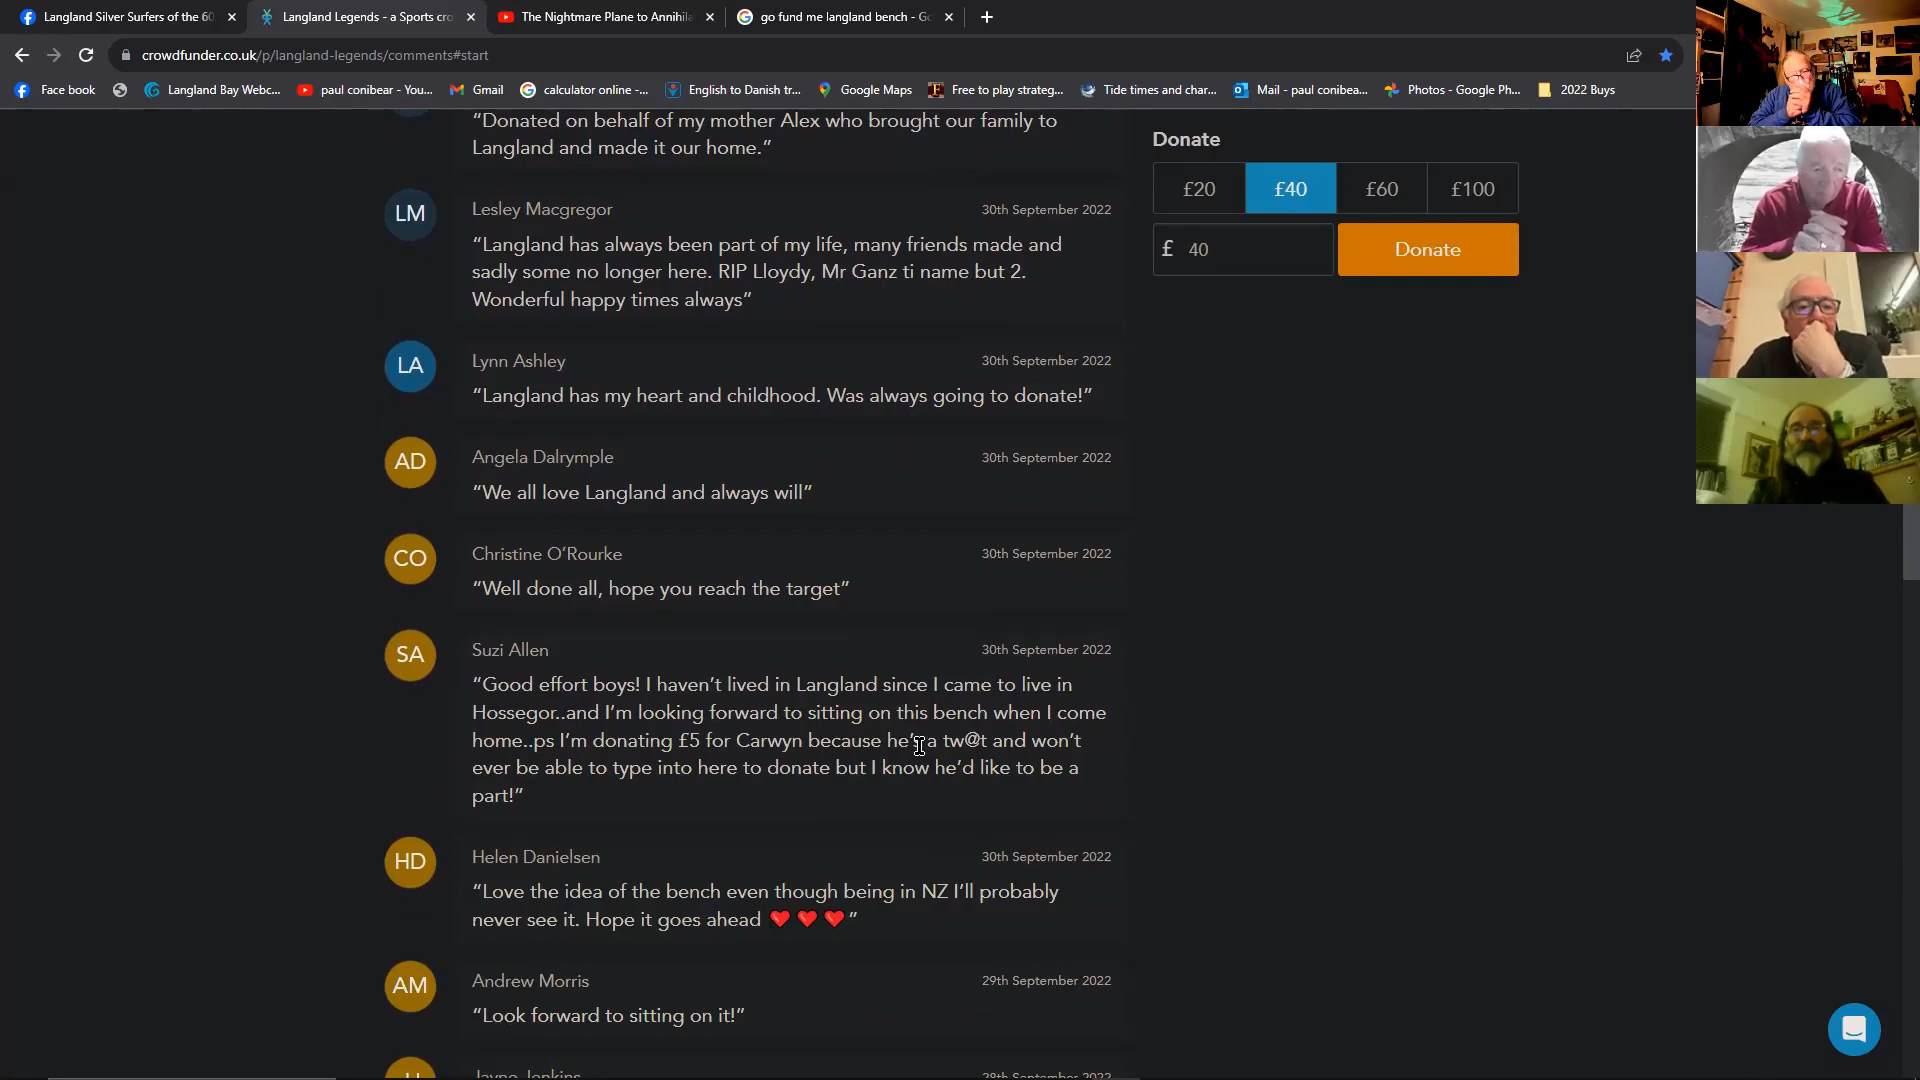 Langland Silver Surfers of the 60
Langland Legends - a Sports cro
The Nightmare Plane to Annihila
go fund me langland bench - Go
crowdfunder.co.uk/p/langland-legends/comments#start
Face book
Langland Bay Webc...
paul conibear - You...
Gmail
calculator online -...
English to Danish tr...
Google Maps
Free to play strateg...
Tide times and char...
Mail - paul conibea...
Photos - Google Ph...
2022 Buys
“Donated on behalf of my mother Alex who brought our family to
Langland and made it our home.”
LM
Lesley Macgregor
30th September 2022
“Langland has always been part of my life, many friends made and
sadly some no longer here. RIP Lloydy, Mr Ganz ti name but 2.
Wonderful happy times always”
LA
Lynn Ashley
30th September 2022
“Langland has my heart and childhood. Was always going to donate!”
AD
Angela Dalrymple
30th September 2022
“We all love Langland and always will”
CO
Christine O’Rourke
30th September 2022
“Well done all, hope you reach the target”
SA
Suzi Allen
30th September 2022
“Good effort boys! I haven’t lived in Langland since I came to live in
Hossegor..and I’m looking forward to sitting on this bench when I come
home..ps I’m donating £5 for Carwyn because he’s a tw@t and won’t
ever be able to type into here to donate but I know he’d like to be a
part!”
HD
Helen Danielsen
30th September 2022
“Love the idea of the bench even though being in NZ I’ll probably
never see it. Hope it goes ahead ❤️ ❤️ ❤️ ”
AM
Andrew Morris
29th September 2022
“Look forward to sitting on it!”
Jayne Jenkins
28th September 2022
Donate
£20
£40
£60
£100
£ 40
Donate